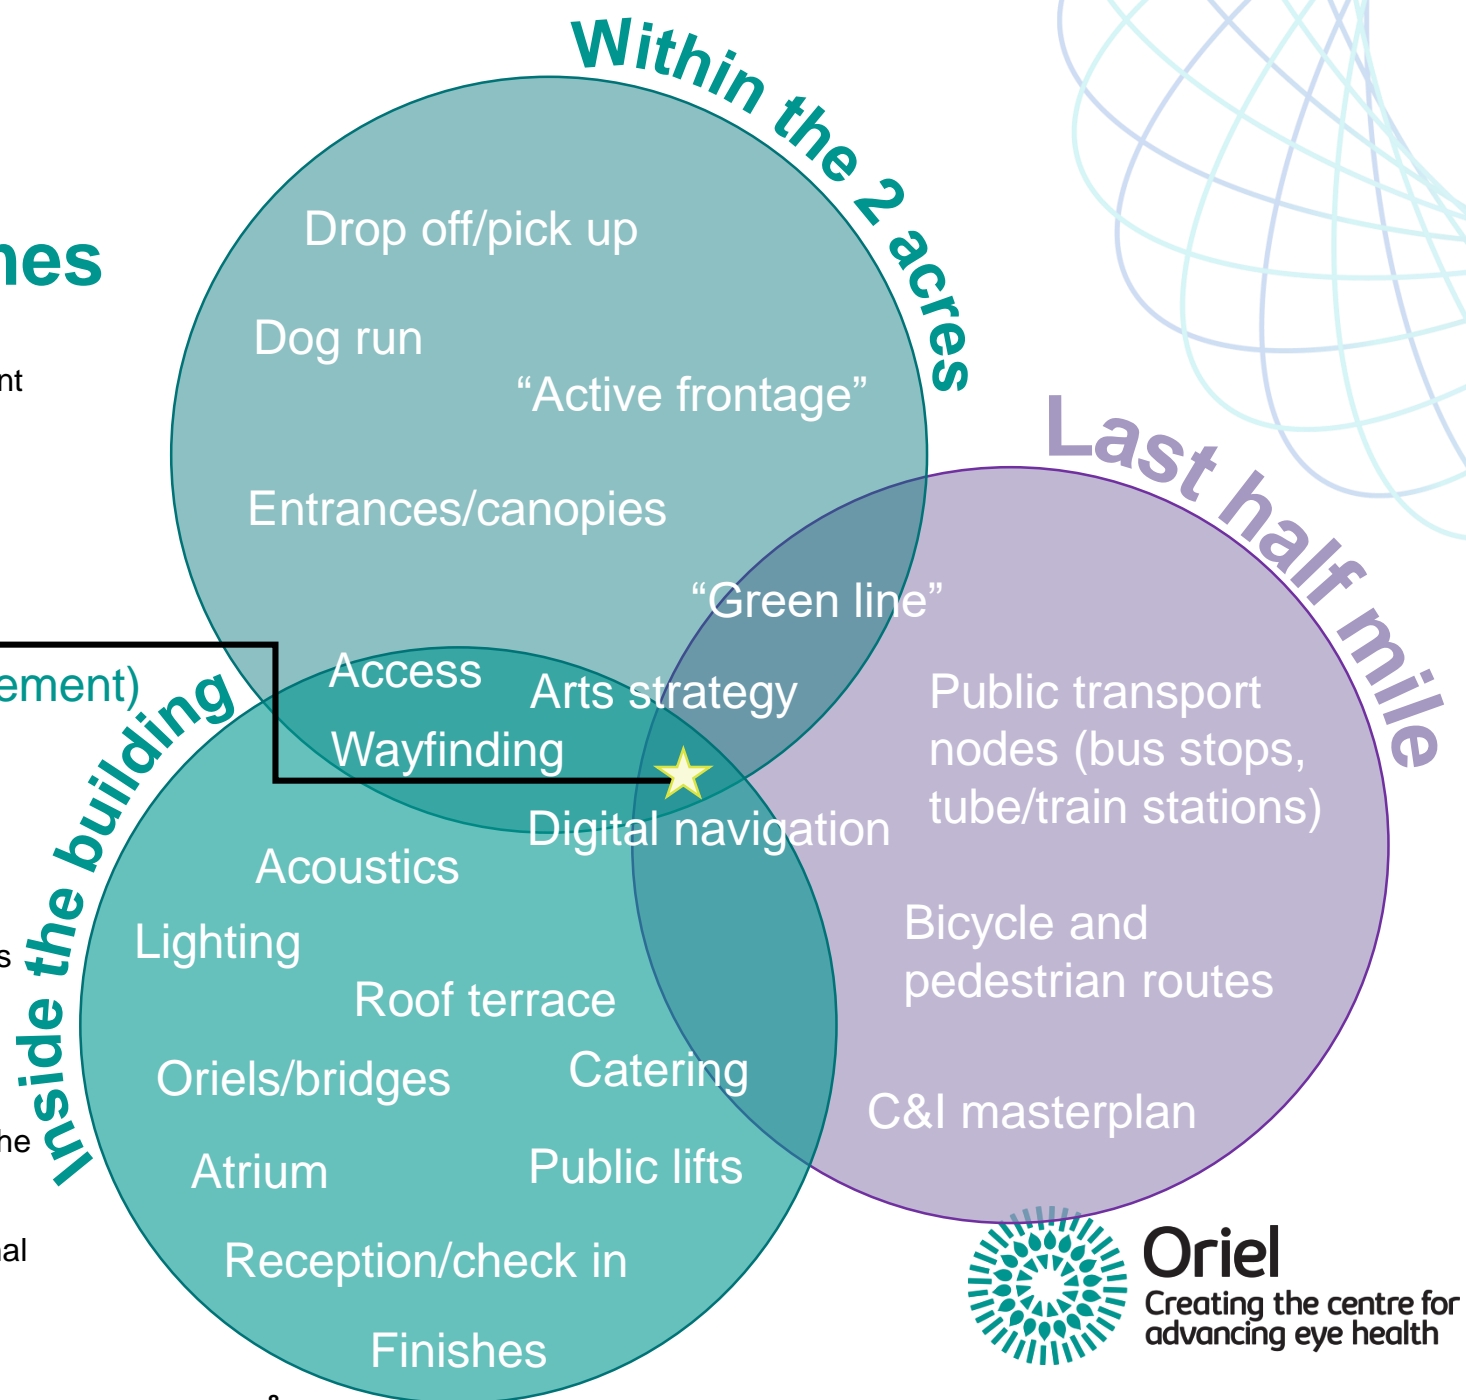 Within the 2 acres
Drop off/pick up
Dog run
“Active frontage”
Entrances/canopies
Last half mile
“Green line”
ement)
Access
Arts strategy
Wayfinding
Public transport
nodes (bus stops,
tube/train stations)
Digital navigation
Inside the building
Acoustics
Lighting
Roof terrace
Bicycle and
pedestrian routes
Oriels/bridges
Catering
C&I masterplan
Atrium
Public lifts
Reception/check in
Finishes
Oriel
Creating the centre for
advancing eye health